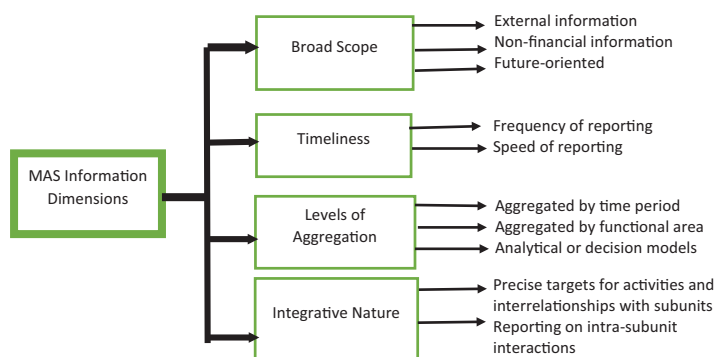 MAS Information
Dimensions
Broad Scope
External information
Non-financial information
Future-oriented
Timeliness
Frequency of reporting
Speed of reporting
Levels of
Aggregation
Aggregated by time period
Aggregated by functional area
Analytical or decision models
Integrative Nature
Precise targets for activities and
interrelationships with subunits
Reporting on intra-subunit
interactions